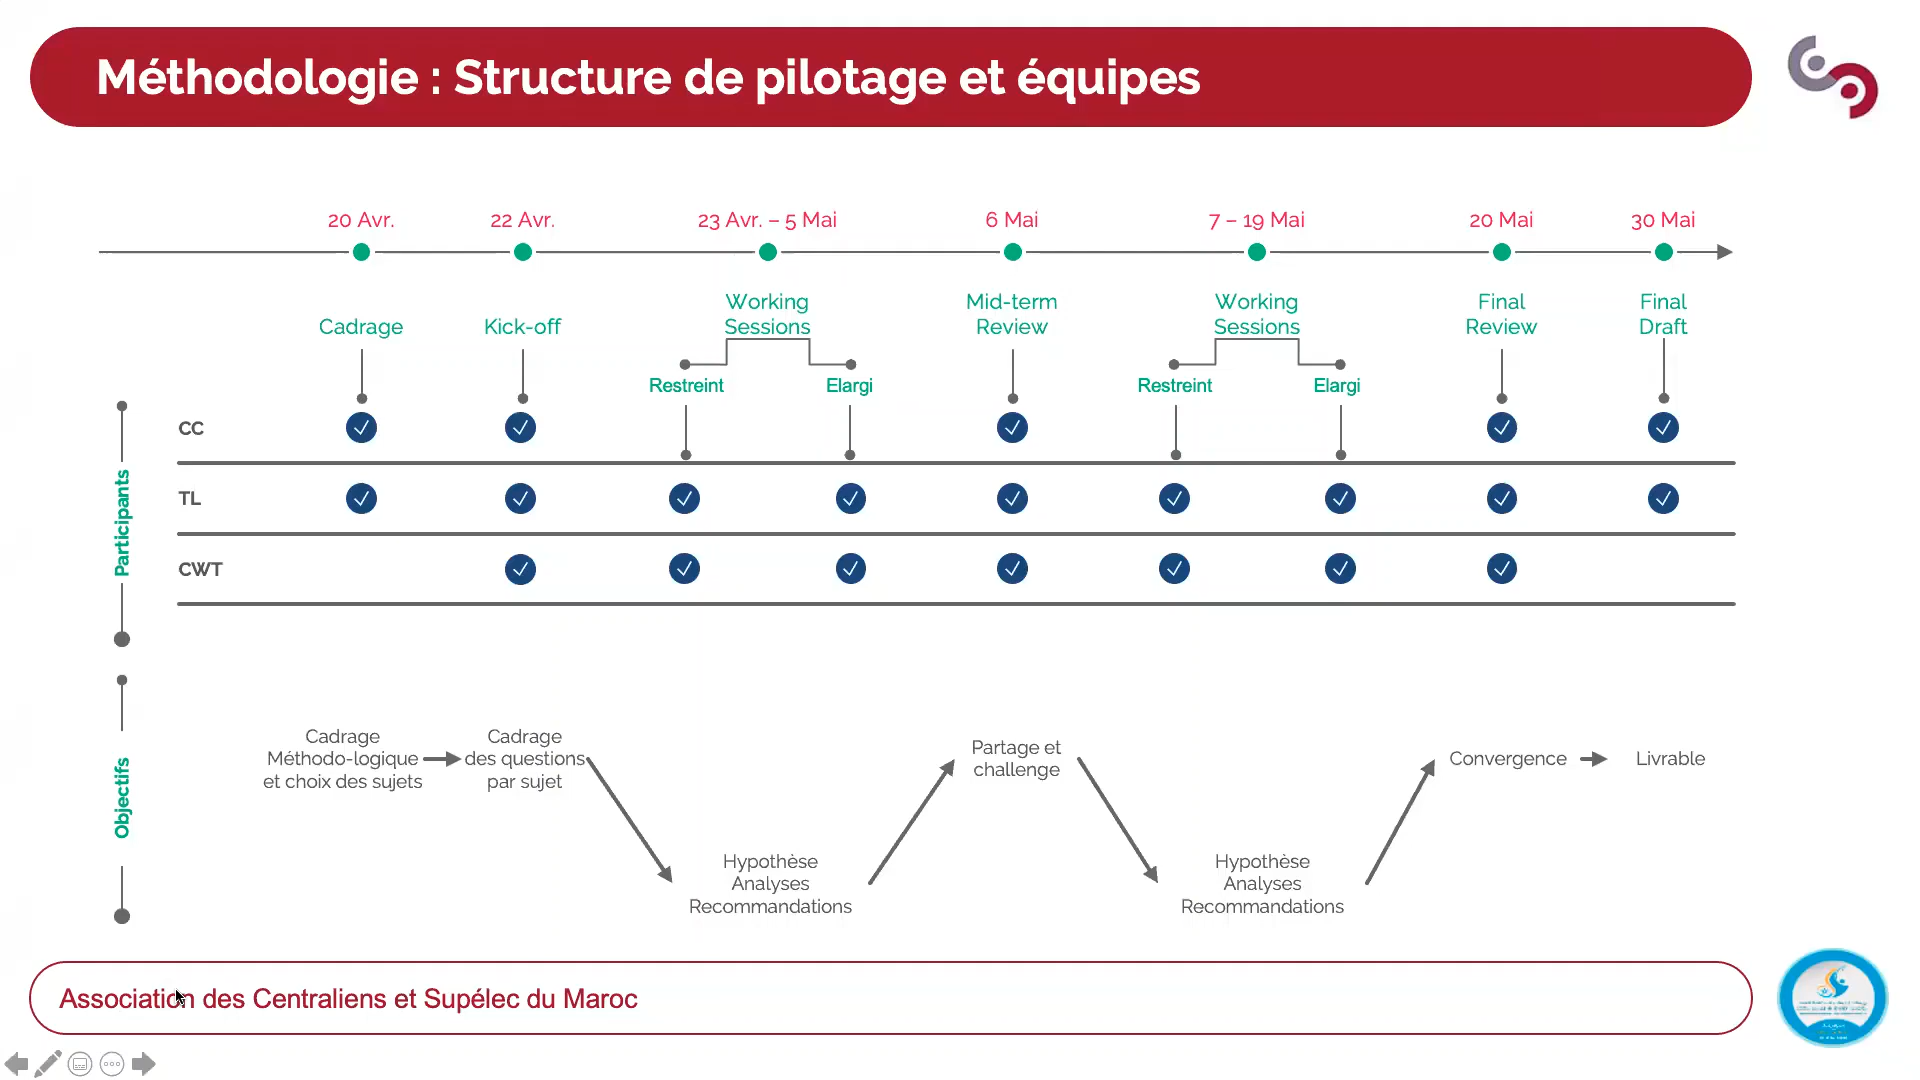 Méthodologie : Structure de pilotage et équipes
20 Avr.
22 Avr.
23 Avr. – 5 Mai
6 Mai
7 – 19 Mai
20 Mai
30 Mai
Cadrage
Kick-off
Working
Sessions
Mid-term
Review
Working
Sessions
Final
Review
Final
Draft
Restreint
Elargi
Restreint
Elargi
Participants
CC
TL
CWT
Objectifs
Cadrage
Méthodo-logique
et choix des sujets
Cadrage
des questions
par sujet
Hypothèse
Analyses
Recommandations
Partage et
challenge
Hypothèse
Analyses
Recommandations
Convergence
Livrable
Association des Centraliens et Supélec du Maroc